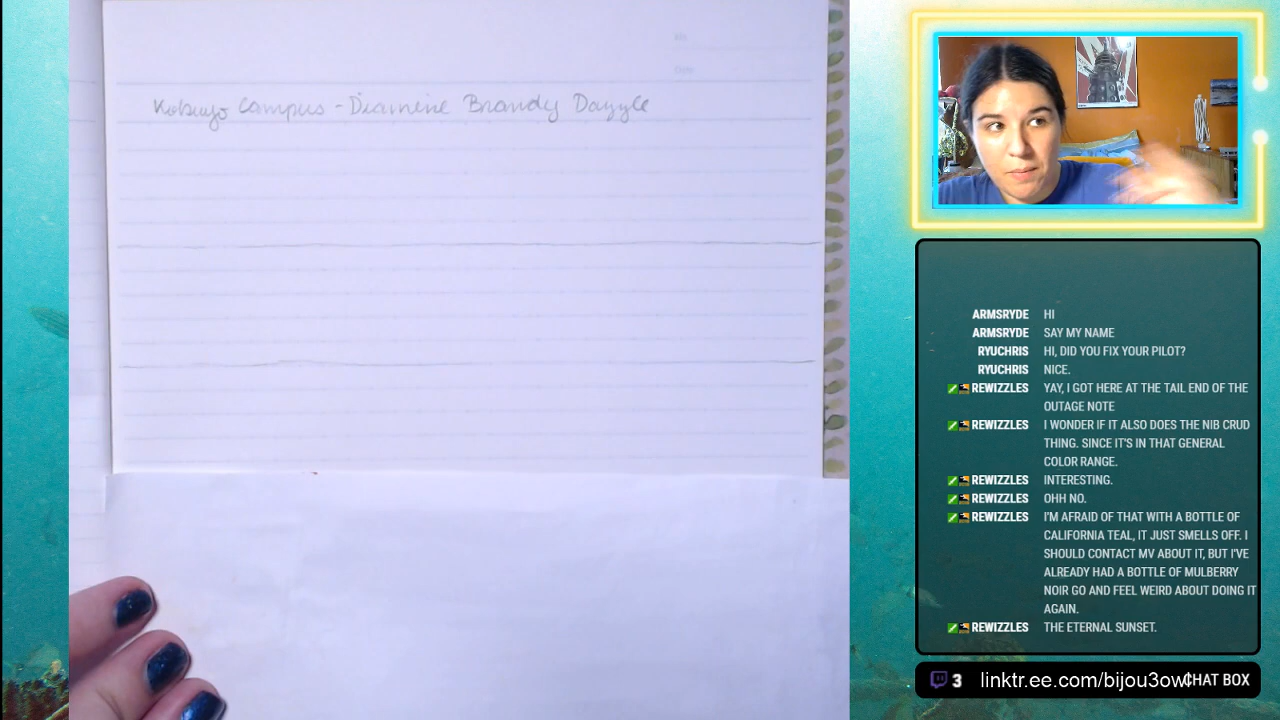 No.
Date
Kokuyo Campus - Diamine Brandy Dazzle
ARMSRYDE HI
ARMSRYDE SAY MY NAME
RYUCHRIS HI, DID YOU FIX YOUR PILOT?
RYUCHRIS NICE.
REWIZZLES YAY, I GOT HERE AT THE TAIL END OF THE
OUTAGE NOTE
REWIZZLES I WONDER IF IT ALSO DOES THE NIB CRUD
THING. SINCE IT'S IN THAT GENERAL
COLOR RANGE.
REWIZZLES INTERESTING.
REWIZZLES OHH NO.
REWIZZLES I'M AFRAID OF THAT WITH A BOTTLE OF
CALIFORNIA TEAL, IT JUST SMELLS OFF. I
SHOULD CONTACT MV ABOUT IT, BUT I'VE
ALREADY HAD A BOTTLE OF MULBERRY
NOIR GO AND FEEL WEIRD ABOUT DOING IT
AGAIN.
REWIZZLES THE ETERNAL SUNSET.
3 linktr.ee.com/bijou3owl CHAT BOX